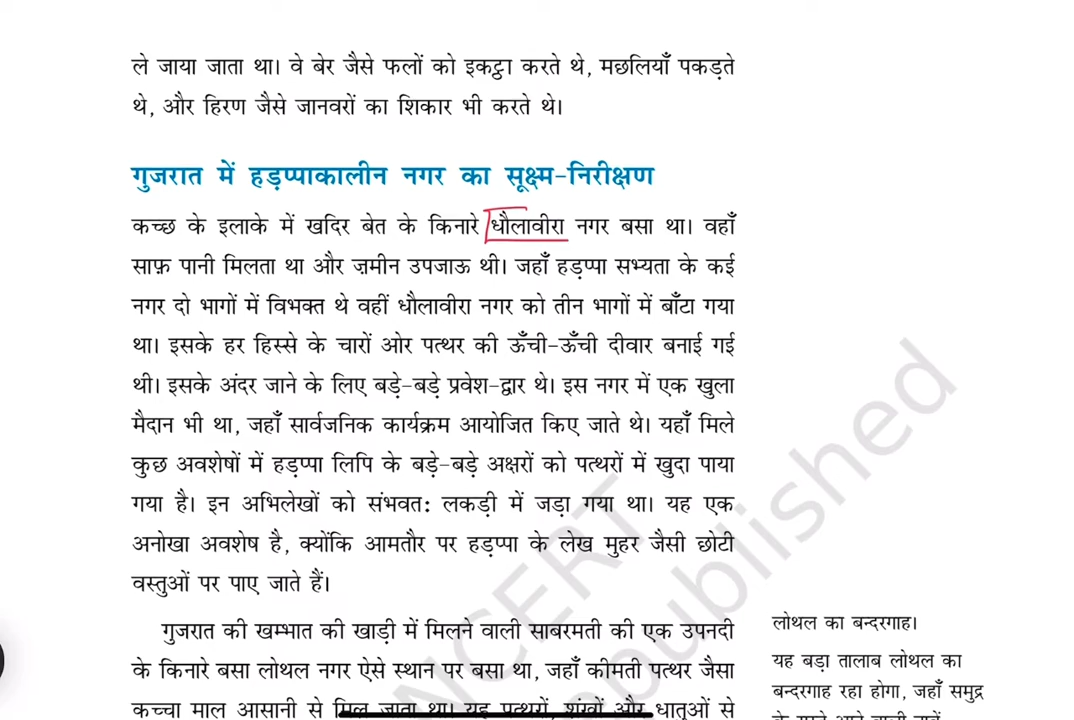 ले जाया जाता था। वे बेर जैसे फलों को इकट्ठा करते थे, मछलियाँ पकड़ते
थे, और हिरण जैसे जानवरों का शिकार भी करते थे।
गुजरात में हड़प्पाकालीन नगर का सूक्ष्म-निरीक्षण
कच्छ के इलाके में खदिर बेत के किनारे धौलावीरा नगर बसा था। वहाँ
साफ़ पानी मिलता था और ज़मीन उपजाऊ थी। जहाँ हड़प्पा सभ्यता के कई
नगर दो भागों में विभक्त थे वहीं धौलावीरा नगर को तीन भागों में बाँटा गया
था। इसके हर हिस्से के चारों ओर पत्थर की ऊँची-ऊँची दीवार बनाई गई
थी। इसके अंदर जाने के लिए बड़े-बड़े प्रवेश-द्वार थे। इस नगर में एक खुला
मैदान भी था, जहाँ सार्वजनिक कार्यक्रम आयोजित किए जाते थे। यहाँ मिले
कुछ अवशेषों में हड़प्पा लिपि के बड़े-बड़े अक्षरों को पत्थरों में खुदा पाया
गया है। इन अभिलेखों को संभवत: लकड़ी में जड़ा गया था। यह एक
अनोखा अवशेष है, क्योंकि आमतौर पर हड़प्पा के लेख मुहर जैसी छोटी
वस्तुओं पर पाए जाते हैं।
गुजरात की खम्भात की खाड़ी में मिलने वाली साबरमती की एक उपनदी
के किनारे बसा लोथल नगर ऐसे स्थान पर बसा था, जहाँ कीमती पत्थर जैसा
कच्चा माल आसानी से मिल जाता था। यह पत्थरों, शंखों और धातुओं से
लोथल का बन्दरगाह।
यह बड़ा तालाब लोथल का
बन्दरगाह रहा होगा, जहाँ समुद्र
NCERT
published